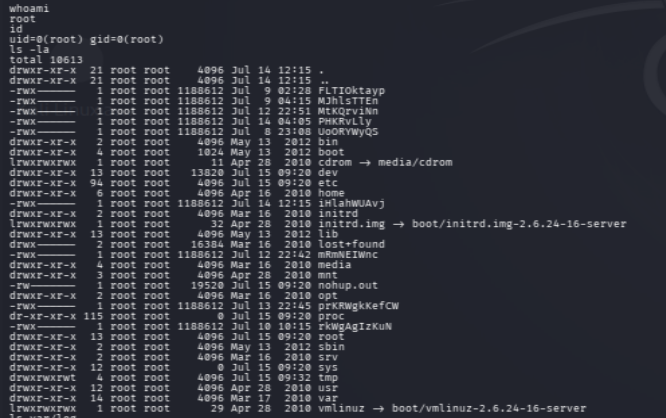 whoami
root
id
uid=0(root) gid=0(root)
ls -la
total 10613
drwxr-xr-x  21 root root    4096 Jul 14 12:15 .
drwxr-xr-x  21 root root    4096 Jul 14 12:15 ..
-rwx------   1 root root 1188612 Jul  9 02:28 FLTIOktayp
-rwx------   1 root root 1188612 Jul  9 04:15 MJhlsTTEn
-rwx------   1 root root 1188612 Jul 12 22:51 MtKQrviNn
-rwx------   1 root root 1188612 Jul 14 04:05 PHKRvLly
-rwx------   1 root root 1188612 Jul  8 23:08 UoORYWyQS
drwxr-xr-x   2 root root    4096 May 13  2012 bin
drwxr-xr-x   4 root root    1024 May 13  2012 boot
lrwxrwxrwx   1 root root      11 Apr 28  2010 cdrom -> media/cdrom
drwxr-xr-x  13 root root   13820 Jul 15 09:20 dev
drwxr-xr-x  94 root root    4096 Jul 15 09:20 etc
drwxr-xr-x   6 root root    4096 Apr 16  2010 home
-rwx------   1 root root 1188612 Jul 14 12:15 iHlahWUAvj
drwxr-xr-x   2 root root    4096 Mar 16  2010 initrd
lrwxrwxrwx   1 root root      32 Apr 28  2010 initrd.img -> boot/initrd.img-2.6.24-16-server
drwxr-xr-x  13 root root    4096 May 13  2012 lib
drwx------   2 root root   16384 Mar 16  2010 lost+found
-rwx------   1 root root 1188612 Jul 12 22:42 mRmNEIWnc
drwxr-xr-x   4 root root    4096 Mar 16  2010 media
drwxr-xr-x   3 root root    4096 Apr 28  2010 mnt
-rw-------   1 root root   19520 Jul 15 09:20 nohup.out
drwxr-xr-x   2 root root    4096 Mar 16  2010 opt
-rwx------   1 root root 1188612 Jul 13 22:45 prKRWgkKefCW
dr-xr-xr-x 115 root root       0 Jul 15 09:20 proc
-rwx------   1 root root 1188612 Jul 10 10:15 rkWgAgIzKuN
drwxr-xr-x  13 root root    4096 Jul 15 09:20 root
drwxr-xr-x   2 root root    4096 May 13  2012 sbin
drwxr-xr-x   2 root root    4096 Mar 16  2010 srv
drwxr-xr-x  12 root root       0 Jul 15 09:20 sys
drwxrwxrwt   4 root root    4096 Jul 15 09:32 tmp
drwxr-xr-x  12 root root    4096 Apr 28  2010 usr
drwxr-xr-x  14 root root    4096 Mar 17  2010 var
lrwxrwxrwx   1 root root      29 Apr 28  2010 vmlinuz -> boot/vmlinuz-2.6.24-16-server